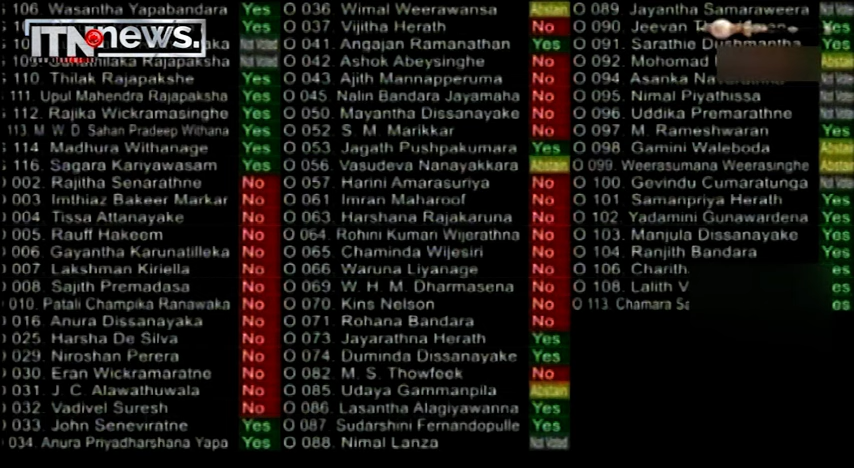 ITN news.
106 Wasantha Yapabandara Yes
Not Voted
Rajapaksha Not Voted
110 Thilak Rajapakshe Yes
111. Upul Mahendra Rajapaksha Yes
112. Rajika Wickramasinghe Yes
113. M. W. D. Sahan Pradeep Withana Yes
114 Madhura Withanage Yes
116. Sagara Kariyawasam Yes
002. Rajitha Senarathne No
003 Imthiaz Bakeer Markar No
004. Tissa Attanayake No
005. Rauff Hakeem No
006. Gayantha Karunatilleka No
007. Lakshman Kiriella No
008. Sajith Premadasa No
010. Patali Champika Ranawaka No
016. Anura Dissanayaka No
025. Harsha De Silva No
029. Niroshan Perera No
030. Eran Wickramaratne No
031. J. C. Alawathuwala No
032. Vadivel Suresh No
033. John Seneviratne Yes
034. Anura Priyadharshana Yapa Yes
O 036 Wimal Weerawansa Abstain
O 037. Vijitha Herath No
O 041. Angajan Ramanathan Yes
O 042. Ashok Abeysinghe No
O 043. Ajith Mannapperuma No
O 045 Nalin Bandara Jayamaha No
O 050. Mayantha Dissanayake No
O 052. S. M. Marikkar No
O 053. Jagath Pushpakumara Yes
O 056. Vasudeva Nanayakkara Abstain
O 057. Harini Amarasuriya No
O 061 Imran Maharoof No
O 063. Harshana Rajakaruna No
O 064. Rohini Kumari Wijerathna No
O 065. Chaminda Wijesiri No
O 066 Waruna Liyanage No
O 069 W. H. M. Dharmasena No
O 070. Kins Nelson No
O 071. Rohana Bandara No
O 073 Jayarathna Herath Yes
O 074. Duminda Dissanayake Yes
O 082. M. S. Thowfeek No
O 085. Udaya Gammanpila Abstain
O 086. Lasantha Alagiyawanna Yes
O 087 Sudarshini Fernandopulle Yes
O 088. Nimal Lanza Not Voted
O 089. Jayantha Samaraweera
O 090. Jeevan Yes
O 091. Sarathie Dushmantha Yes
O 092. Mohomad
O 094. Asanka
O 095. Nimal Piyathissa
O 096. Uddika Premarathne
O 097. M. Rameshwaran Yes
O 098 Gamini Waleboda
O 099. Weerasumana Weerasinghe
O 100. Gevindu Cumaratunga
O 101 Samanpriya Herath Yes
O 102. Yadamini Gunawardena Yes
O 103. Manjula Dissanayake Yes
O 104. Ranjith Bandara Yes
O 106 Charith es
O 108. Lalith V es
O 113. Chamara Sa es